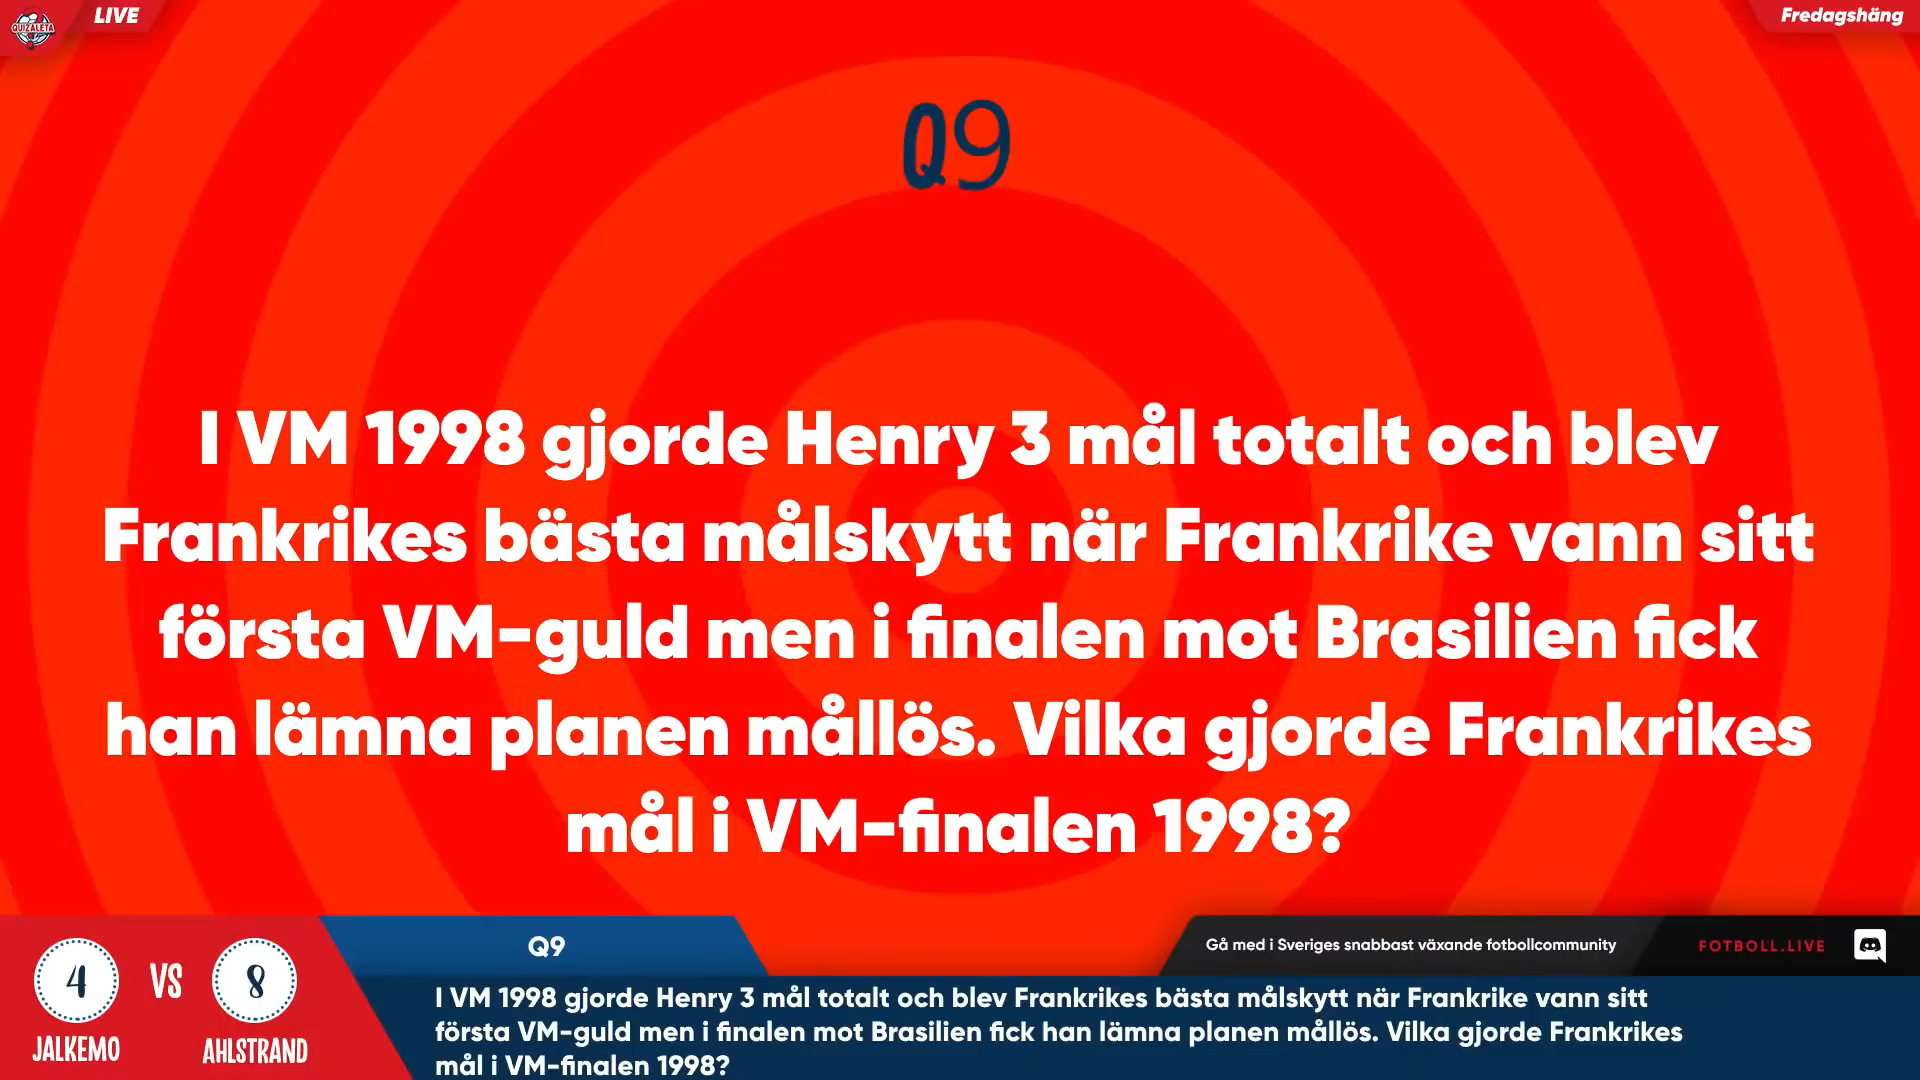 QUIZALETA
LIVE
Fredagshäng
Q9
I VM 1998 gjorde Henry 3 mål totalt och blev
Frankrikes bästa målskytt när Frankrike vann sitt
första VM-guld men i finalen mot Brasilien fick
han lämna planen mållös. Vilka gjorde Frankrikes
mål i VM-finalen 1998?
4 VS 8
JALKEMO AHLSTRAND
Q9
Gå med i Sveriges snabbast växande fotbollcommunity
FOTBOLL.LIVE
I VM 1998 gjorde Henry 3 mål totalt och blev Frankrikes bästa målskytt när Frankrike vann sitt
första VM-guld men i finalen mot Brasilien fick han lämna planen mållös. Vilka gjorde Frankrikes
mål i VM-finalen 1998?